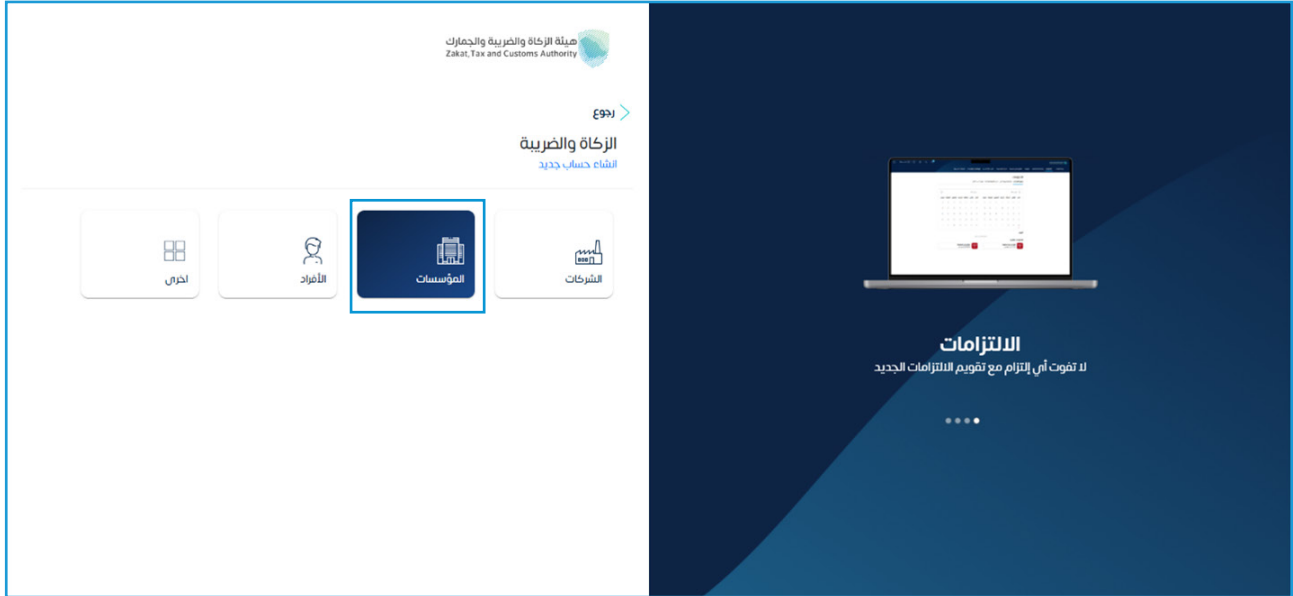 هيئة الزكاة والضريبة والجمارك
Zakat, Tax and Customs Authority
رجوع
الزكاة والضريبة
انشاء حساب جديد
الشركات
المؤسسات
الأفراد
اخرى
الالتزامات
لا تفوت أي إلتزام مع تقويم الالتزامات الجديد